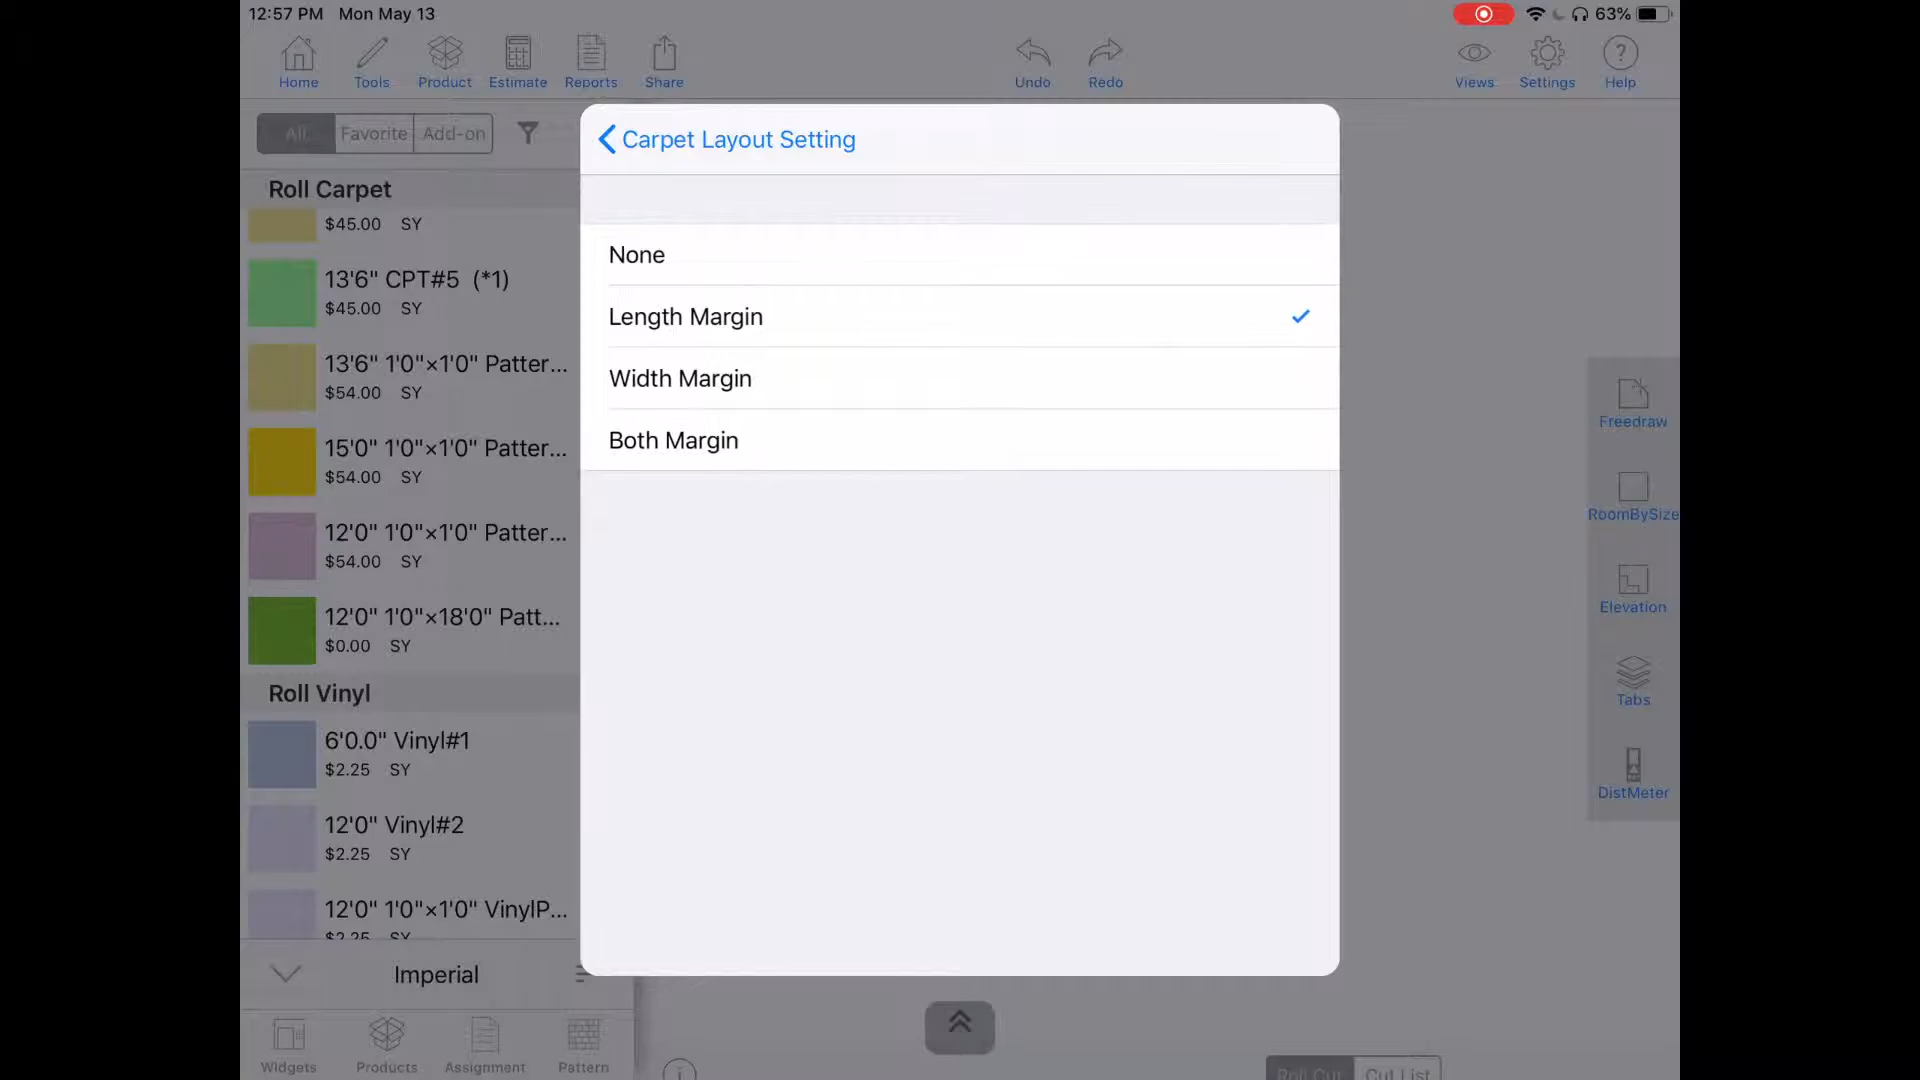 12:57 PM Mon May 13
63%
Home Tools Product Estimate Reports Share
Undo Redo
Views Settings Help
All Favorite Add-on
Carpet Layout Setting
None
Length Margin
Width Margin
Both Margin
Roll Carpet
$45.00 SY
13'6" CPT#5 (*1)
$45.00 SY
13'6" 1'0"×1'0" Patter...
$54.00 SY
15'0" 1'0"×1'0" Patter...
$54.00 SY
12'0" 1'0"×1'0" Patter...
$54.00 SY
12'0" 1'0"×18'0" Patt...
$0.00 SY
Roll Vinyl
6'0.0" Vinyl#1
$2.25 SY
12'0" Vinyl#2
$2.25 SY
12'0" 1'0"×1'0" VinylP...
$2.25 SY
Imperial
Widgets Products Assignment Pattern
Freedraw
RoomBySize
Elevation
Tabs
DistMeter
Roll Cut Cut List